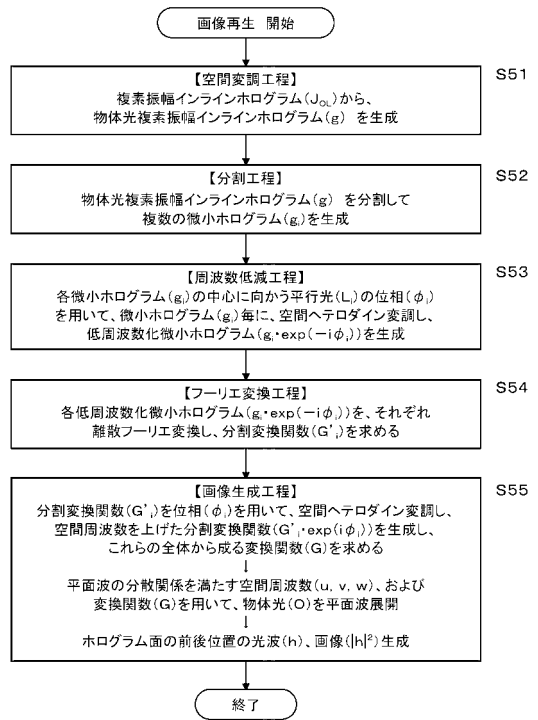 画像再生 開始
S51
【空間変調工程】
複素振幅インラインホログラム(J_OL)から、
物体光複素振幅インラインホログラム(g) を生成
S52
【分割工程】
物体光複素振幅インラインホログラム(g) を分割して
複数の微小ホログラム(g_i)を生成
S53
【周波数低減工程】
各微小ホログラム(g_i)の中心に向かう平行光(L_i)の位相(φ_i)
を用いて、微小ホログラム(g_i)毎に、空間ヘテロダイン変調し、
低周波数化微小ホログラム(g_i・exp(−iφ_i))を生成
S54
【フーリエ変換工程】
各低周波数化微小ホログラム(g_i・exp(−iφ_i))を、それぞれ
離散フーリエ変換し、分割変換関数(G'_i)を求める
S55
【画像生成工程】
分割変換関数(G'_i)を位相(φ_i)を用いて、空間ヘテロダイン変調し、
空間周波数を上げた分割変換関数(G'_i・exp(iφ_i))を生成し、
これらの全体から成る変換関数(G)を求める
↓
平面波の分散関係を満たす空間周波数(u, v, w)、および
変換関数(G)を用いて、物体光(O)を平面波展開
↓
ホログラム面の前後位置の光波(h)、画像(|h|²)生成
終了